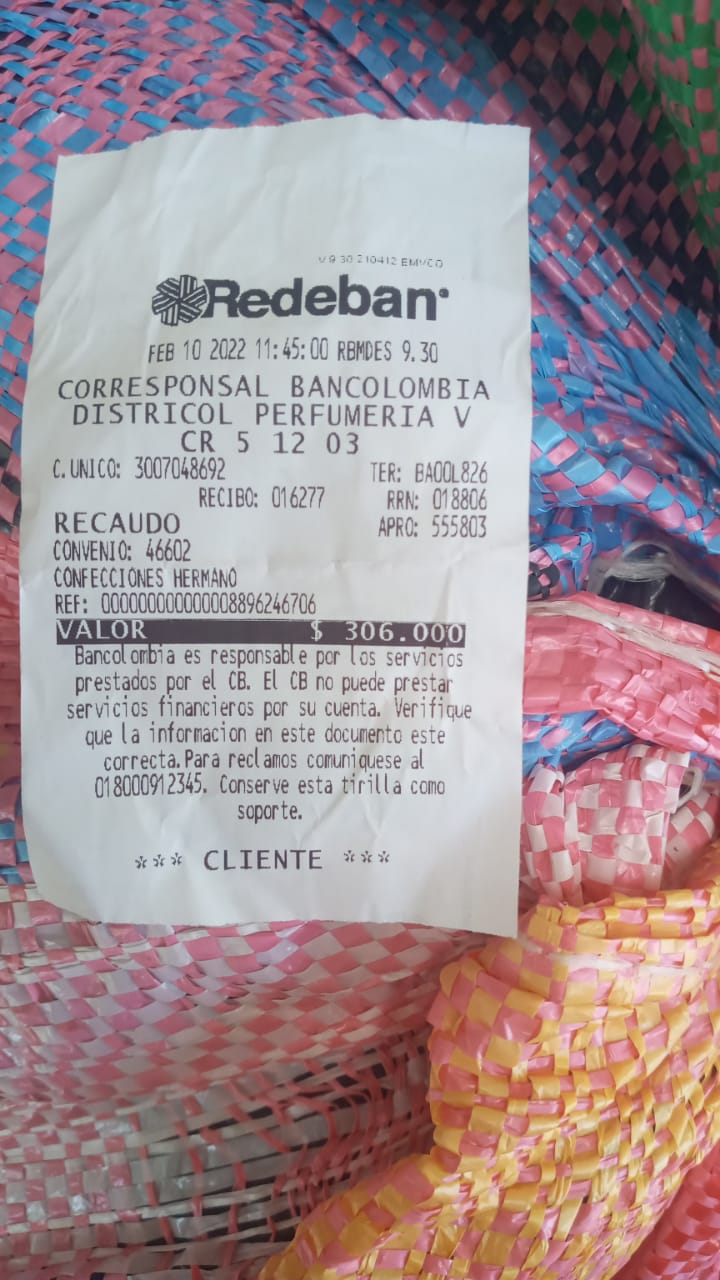 V 9 30 210412 EMVCO
Redeban
FEB 10 2022 11:45:00 RBMDES 9.30
CORRESPONSAL BANCOLOMBIA
DISTRICOL PERFUMERIA V
CR 5 12 03
C.UNICO: 3007048692 TER: BA00L826
RECIBO: 016277 RRN: 018806
RECAUDO APRO: 555803
CONVENIO: 46602
CONFECCIONES HERMANO
REF: 000000000000008896246706
VALOR $ 306.000
Bancolombia es responsable por los servicios
prestados por el CB. El CB no puede prestar
servicios financieros por su cuenta. Verifique
que la informacion en este documento este
correcta.Para reclamos comuniquese al
018000912345. Conserve esta tirilla como
soporte.
*** CLIENTE ***